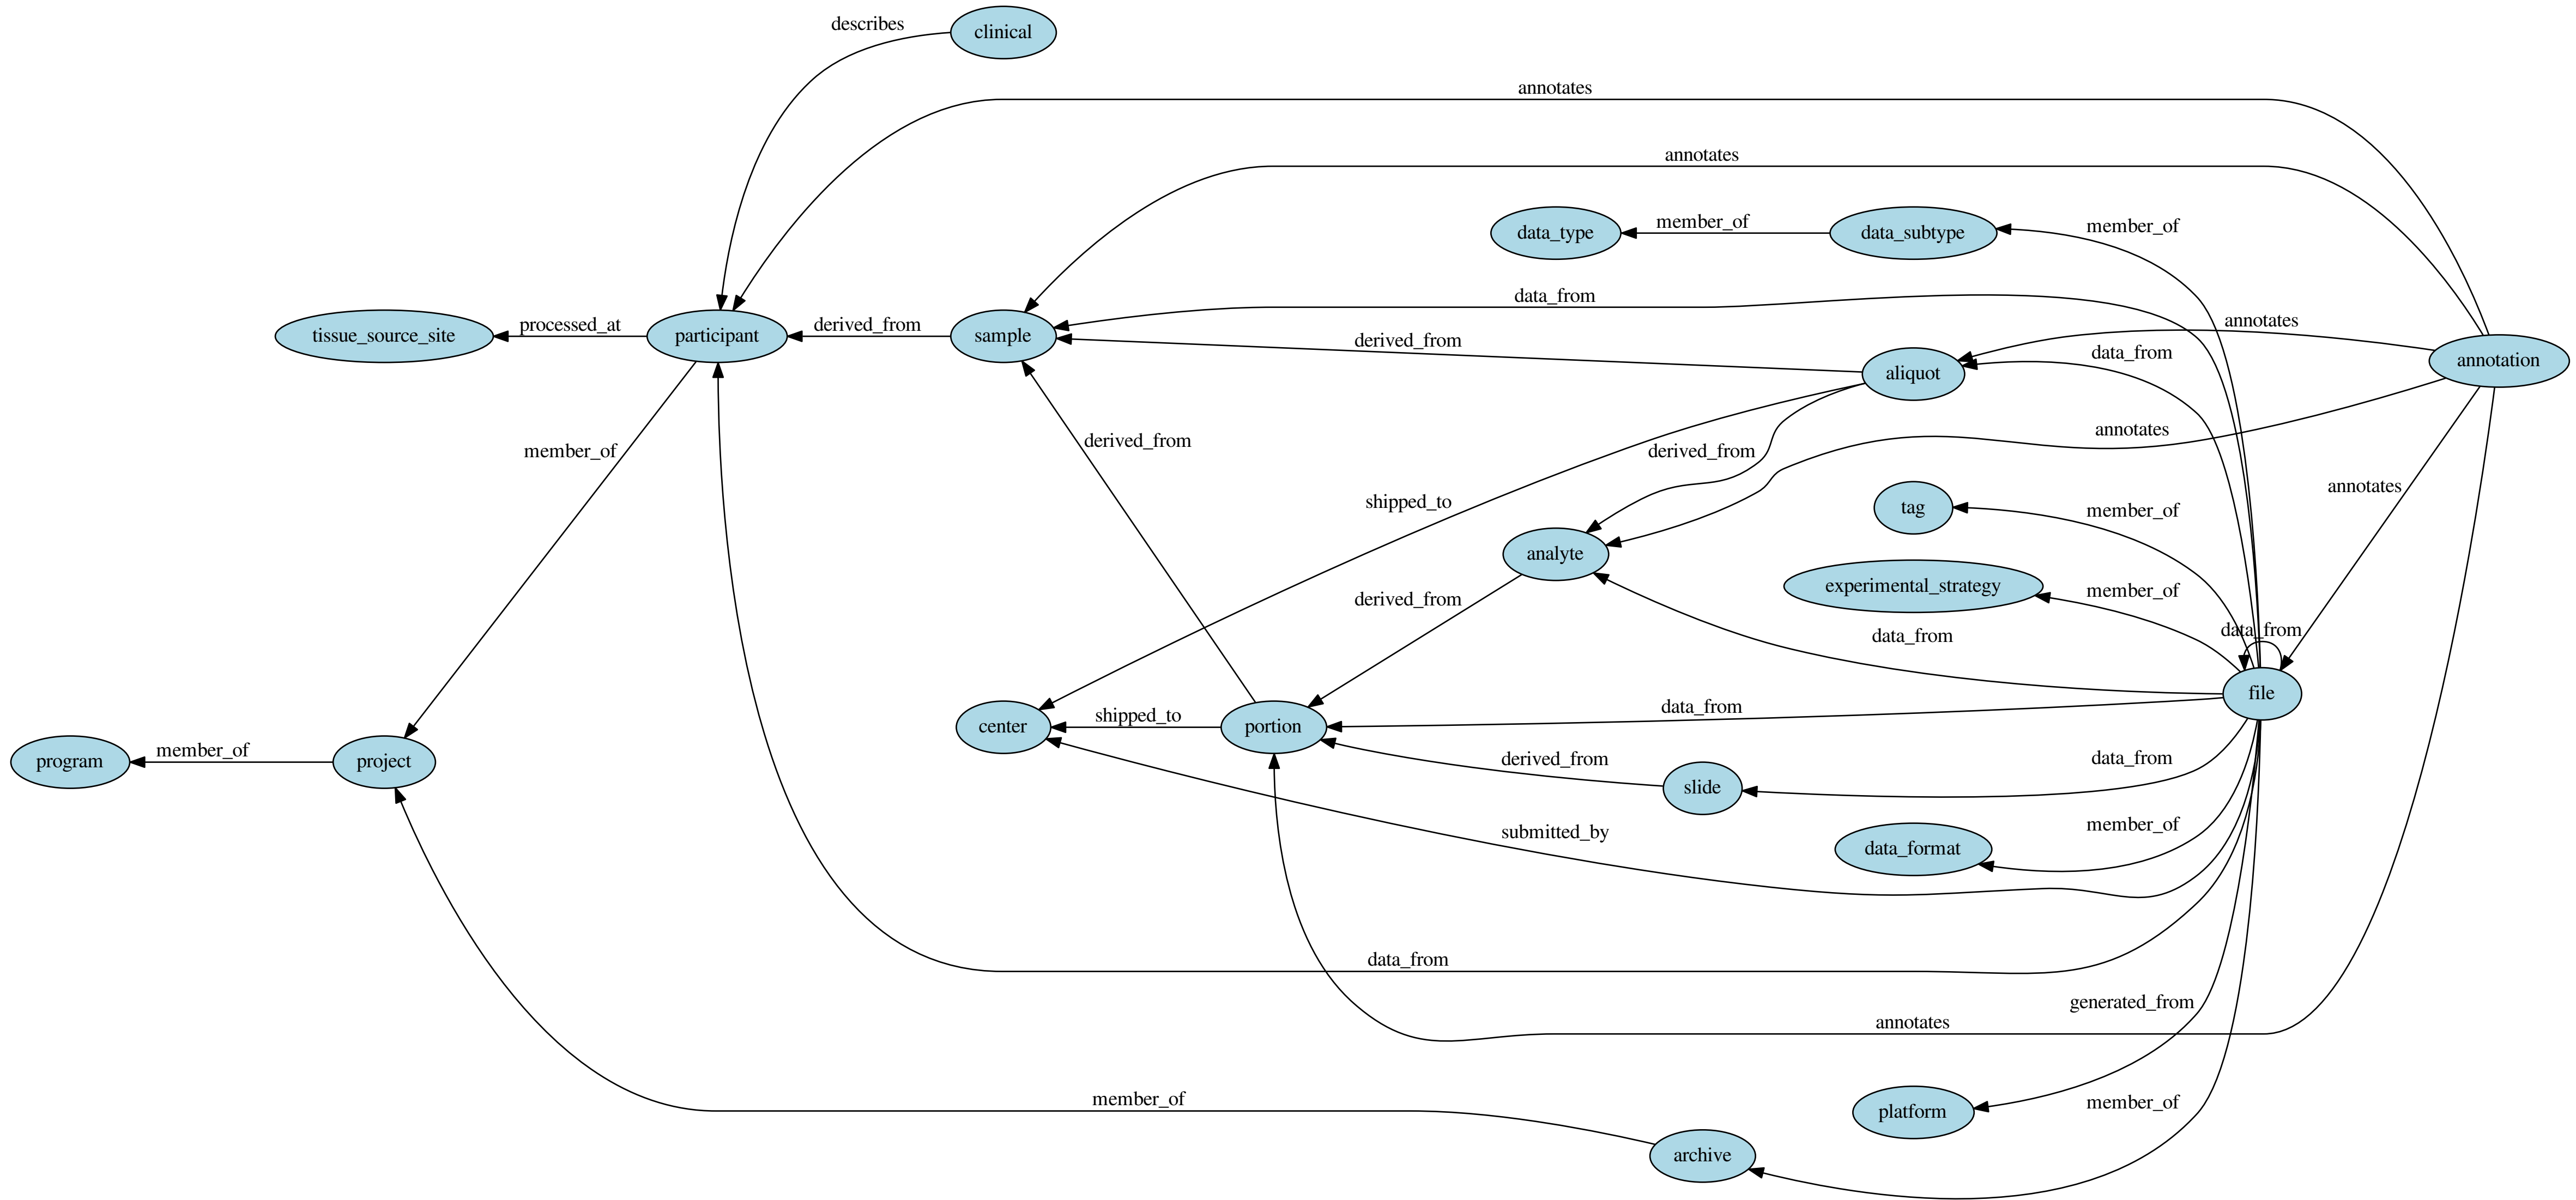 describes
clinical
annotates
annotates
data_type
member_of
data_subtype
member_of
data_from
annotates
tissue_source_site
processed_at
participant
derived_from
sample
derived_from
data_from
aliquot
annotation
member_of
derived_from
derived_from
annotates
shipped_to
annotates
tag
member_of
analyte
experimental_strategy
member_of
derived_from
data_from
data_from
file
data_from
center
shipped_to
portion
program
member_of
project
derived_from
slide
data_from
submitted_by
data_format
member_of
data_from
generated_from
annotates
member_of
platform
member_of
archive